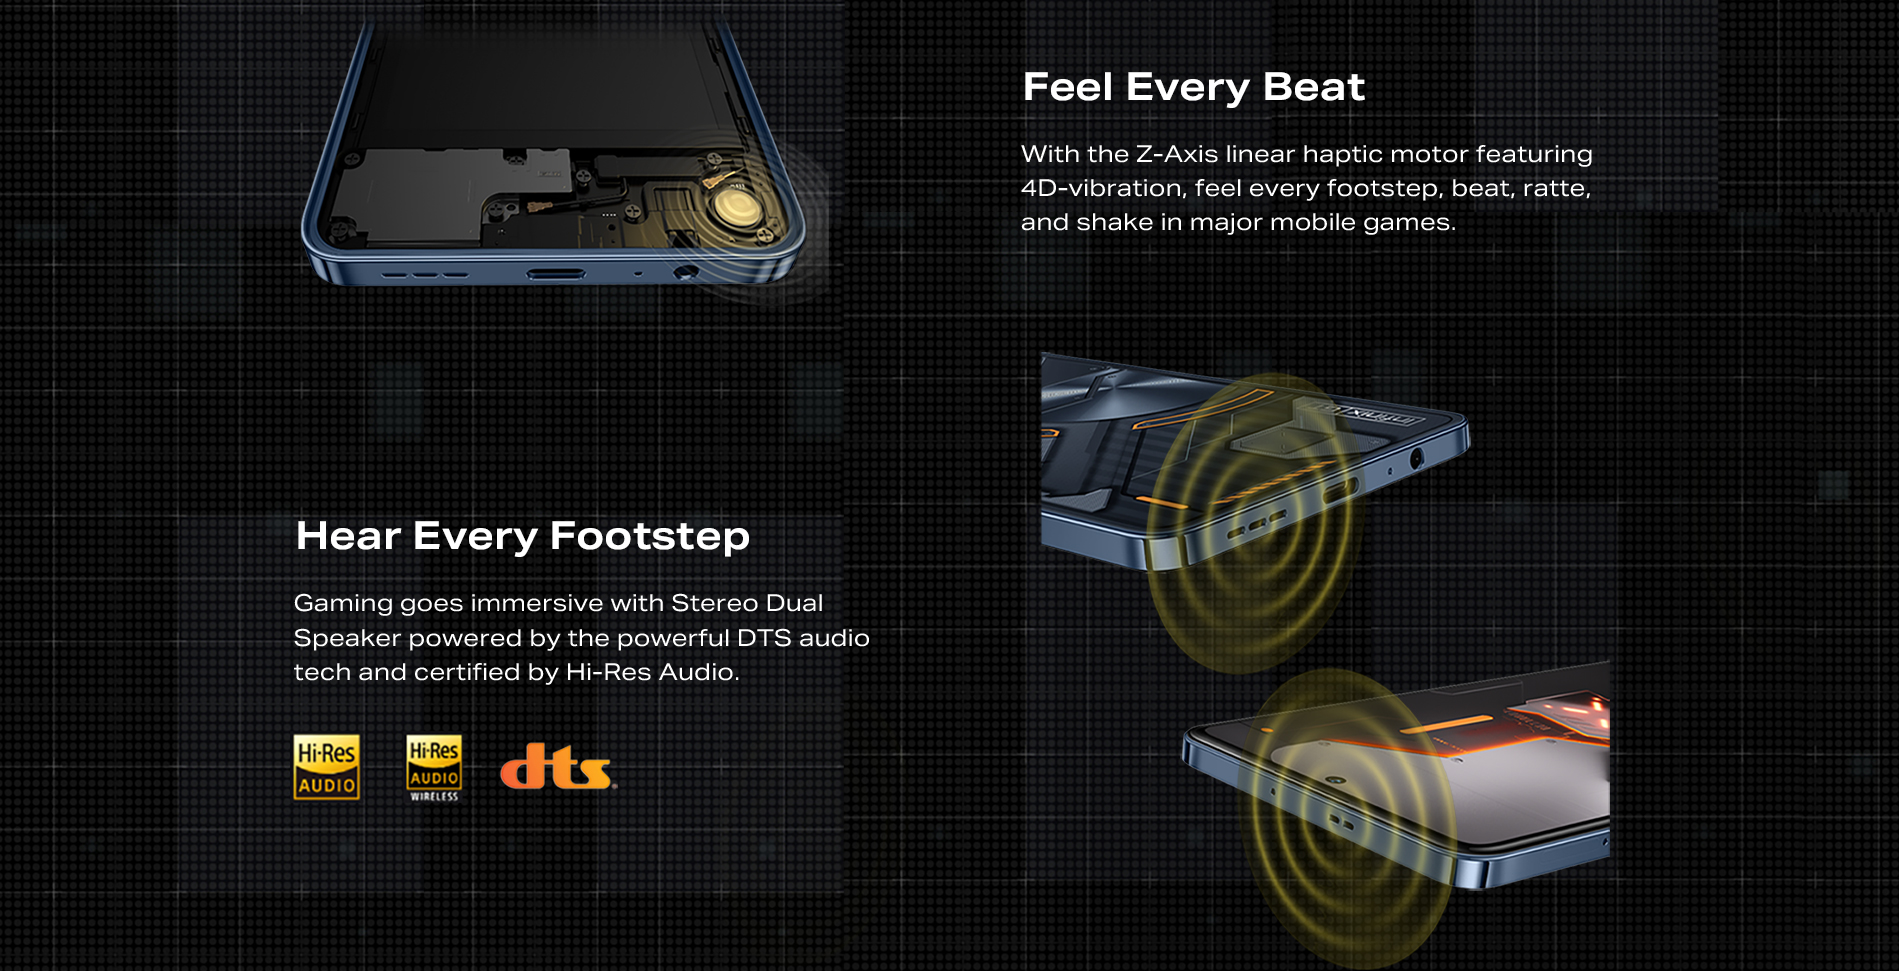 Feel Every Beat
With the Z-Axis linear haptic motor featuring
4D-vibration, feel every footstep, beat, ratte,
and shake in major mobile games.
Infinix
Hear Every Footstep
Gaming goes immersive with Stereo Dual
Speaker powered by the powerful DTS audio
tech and certified by Hi-Res Audio.
Hi-Res
AUDIO
Hi-Res
AUDIO
WIRELESS
dts